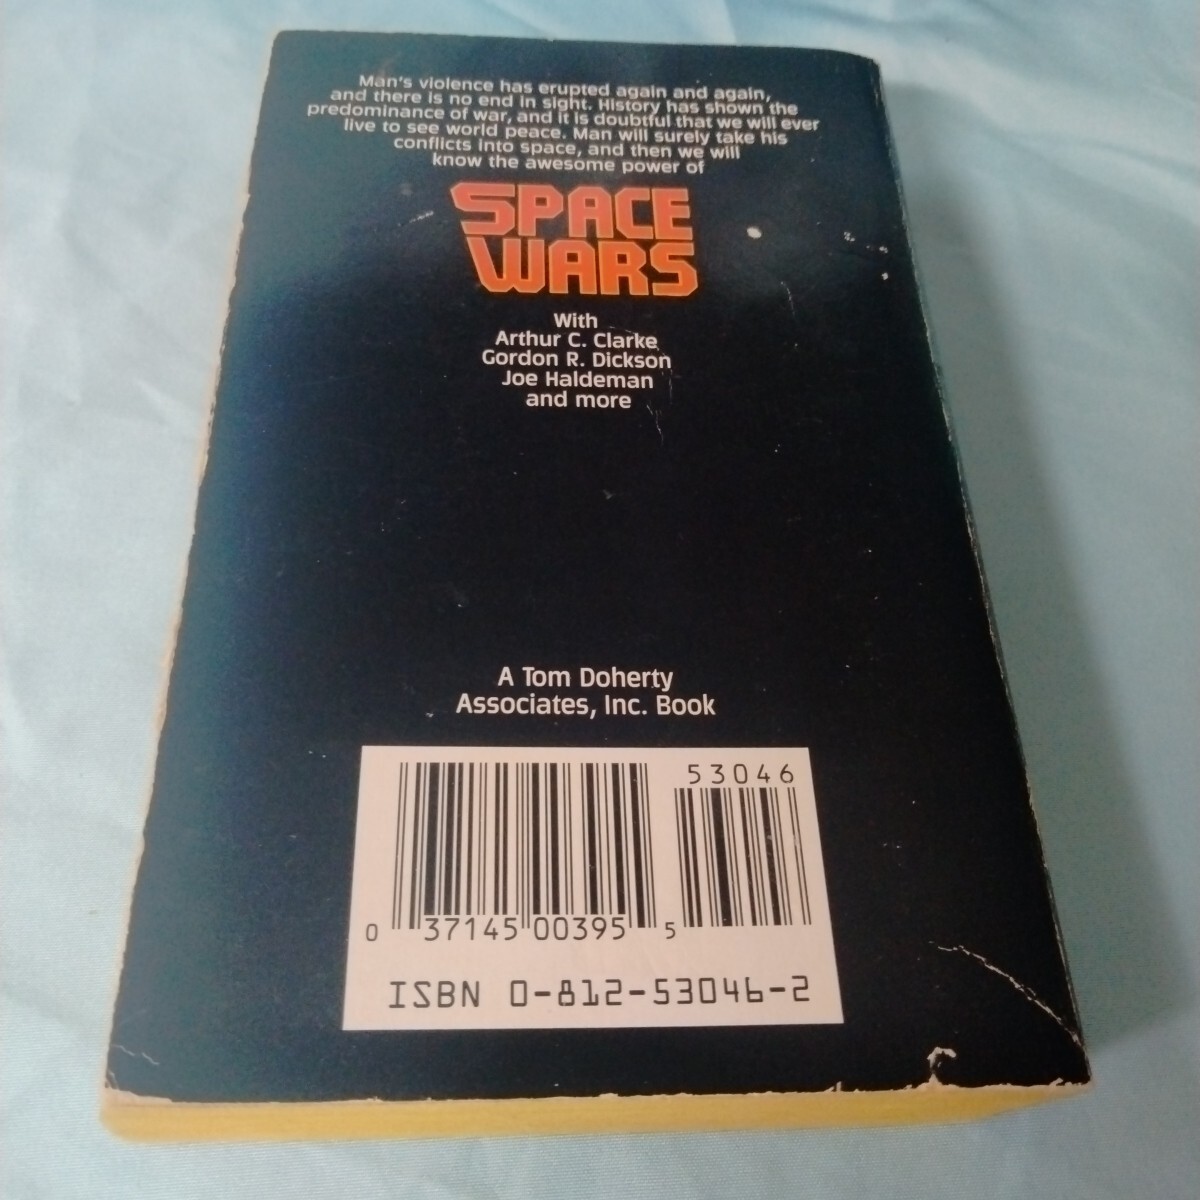 Man's violence has erupted again and again,
and there is no end in sight. History has shown the
predominance of war, and it is doubtful that we will ever
live to see world peace. Man will surely take his
conflicts into space, and then we will
know the awesome power of
SPACE
WARS
With
Arthur C. Clarke
Gordon R. Dickson
Joe Haldeman
and more
A Tom Doherty
Associates, Inc. Book
53046
0 37145 00395 5
ISBN 0-812-53046-2